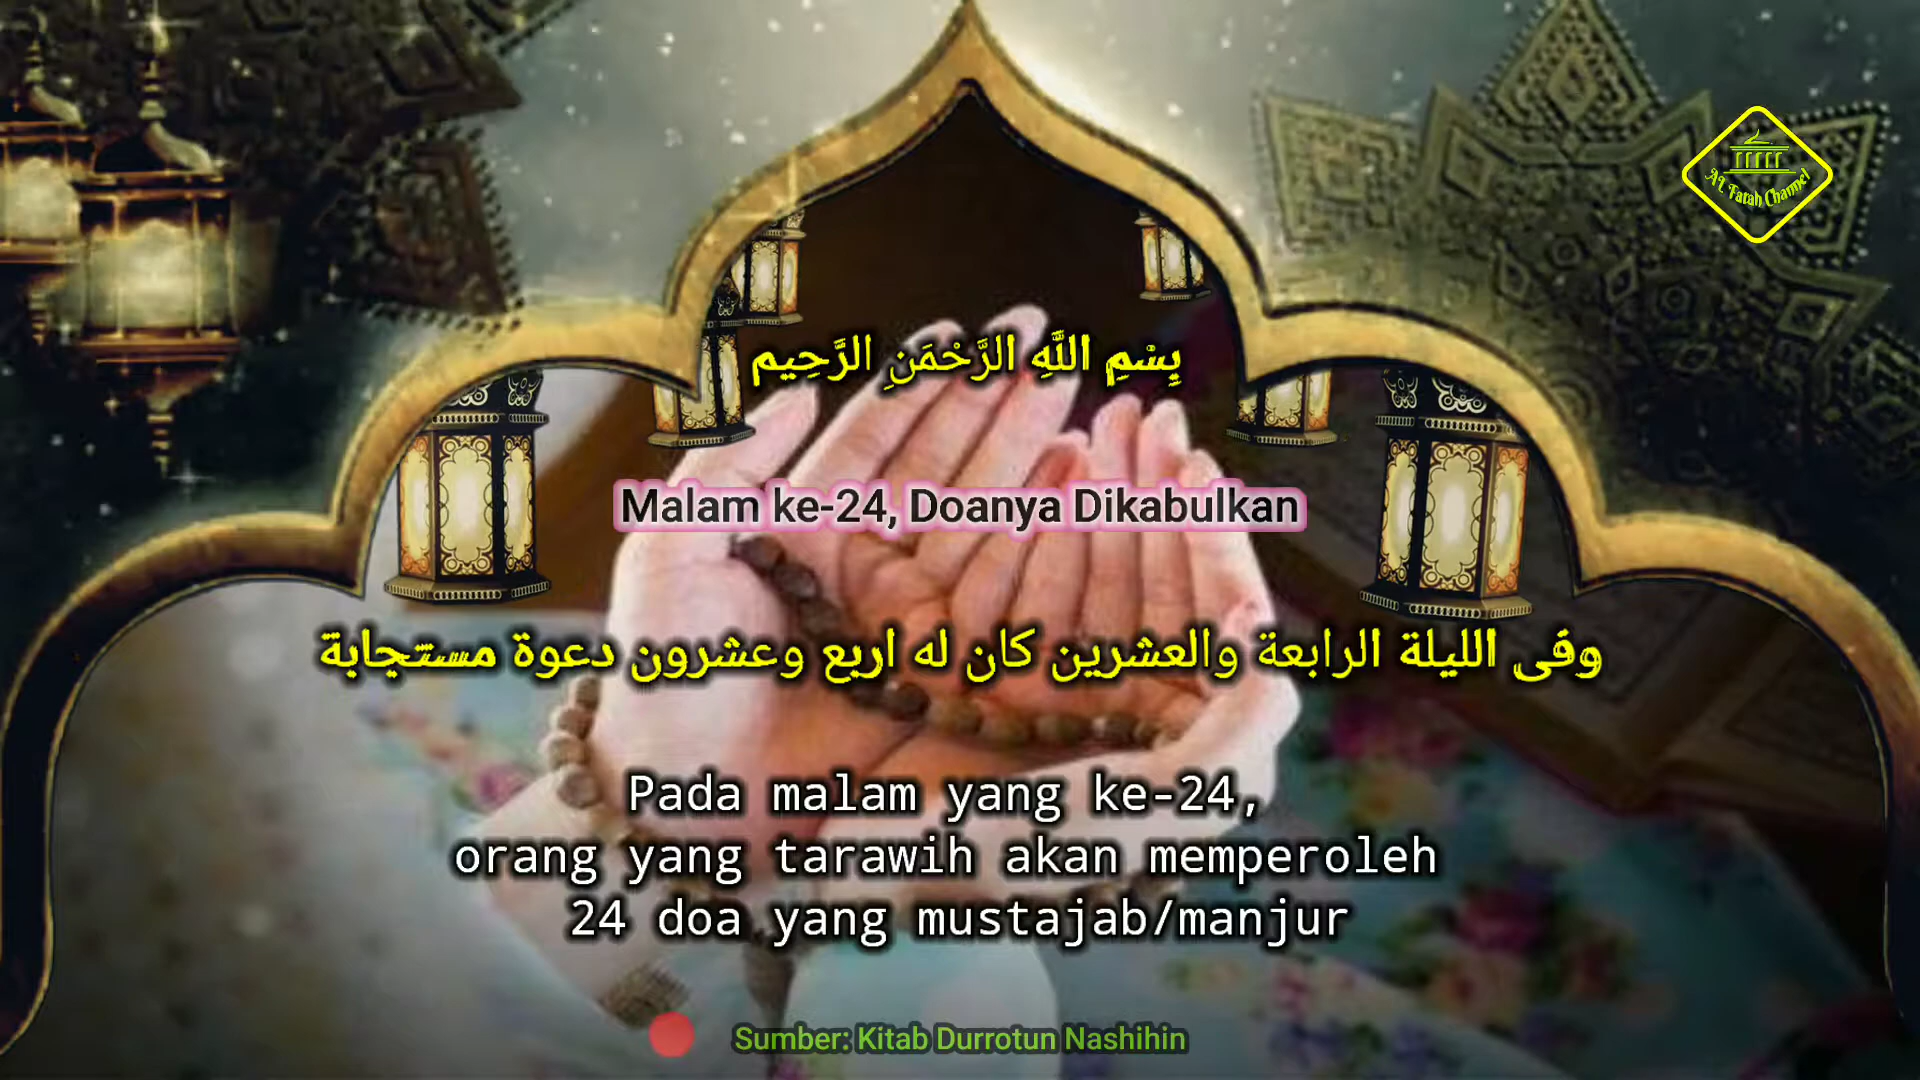 AL Fatah Channel
بِسْمِ اللَّهِ الرَّحْمَنِ الرَّحِيم
Malam ke-24, Doanya Dikabulkan
وفى الليلة الرابعة والعشرين كان له اربع وعشرون دعوة مستجابة
Pada malam yang ke-24,
orang yang tarawih akan memperoleh
24 doa yang mustajab/manjur
Sumber: Kitab Durrotun Nashihin